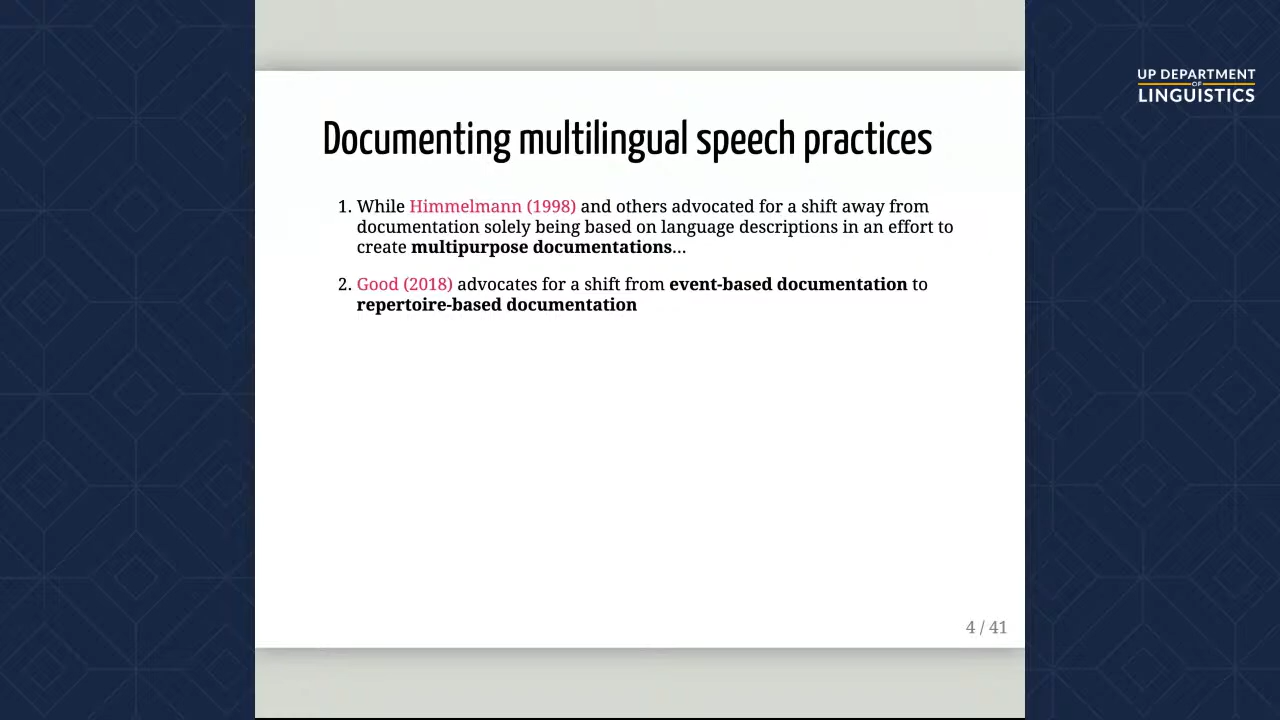 UP DEPARTMENT
OF
LINGUISTICS
Documenting multilingual speech practices
1. While Himmelmann (1998) and others advocated for a shift away from
documentation solely being based on language descriptions in an effort to
create multipurpose documentations...
2. Good (2018) advocates for a shift from event-based documentation to
repertoire-based documentation
4 / 41